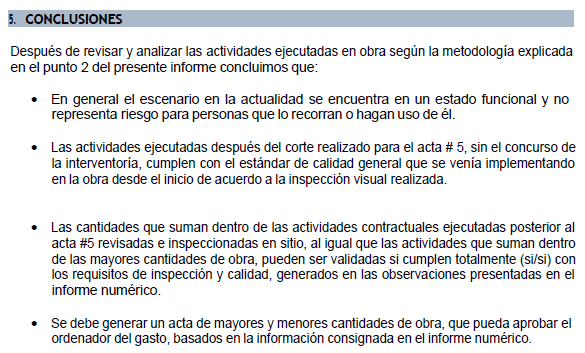 5. CONCLUSIONES
Después de revisar y analizar las actividades ejecutadas en obra según la metodología explicada
en el punto 2 del presente informe concluimos que:
• En general el escenario en la actualidad se encuentra en un estado funcional y no
representa riesgo para personas que lo recorran o hagan uso de él.
• Las actividades ejecutadas después del corte realizado para el acta # 5, sin el concurso de
la interventoría, cumplen con el estándar de calidad general que se venía implementando
en la obra desde el inicio de acuerdo a la inspección visual realizada.
• Las cantidades que suman dentro de las actividades contractuales ejecutadas posterior al
acta #5 revisadas e inspeccionadas en sitio, al igual que las actividades que suman dentro
de las mayores cantidades de obra, pueden ser validadas si cumplen totalmente (si/si) con
los requisitos de inspección y calidad, generados en las observaciones presentadas en el
informe numérico.
• Se debe generar un acta de mayores y menores cantidades de obra, que pueda aprobar el
ordenador del gasto, basados en la información consignada en el informe numérico.